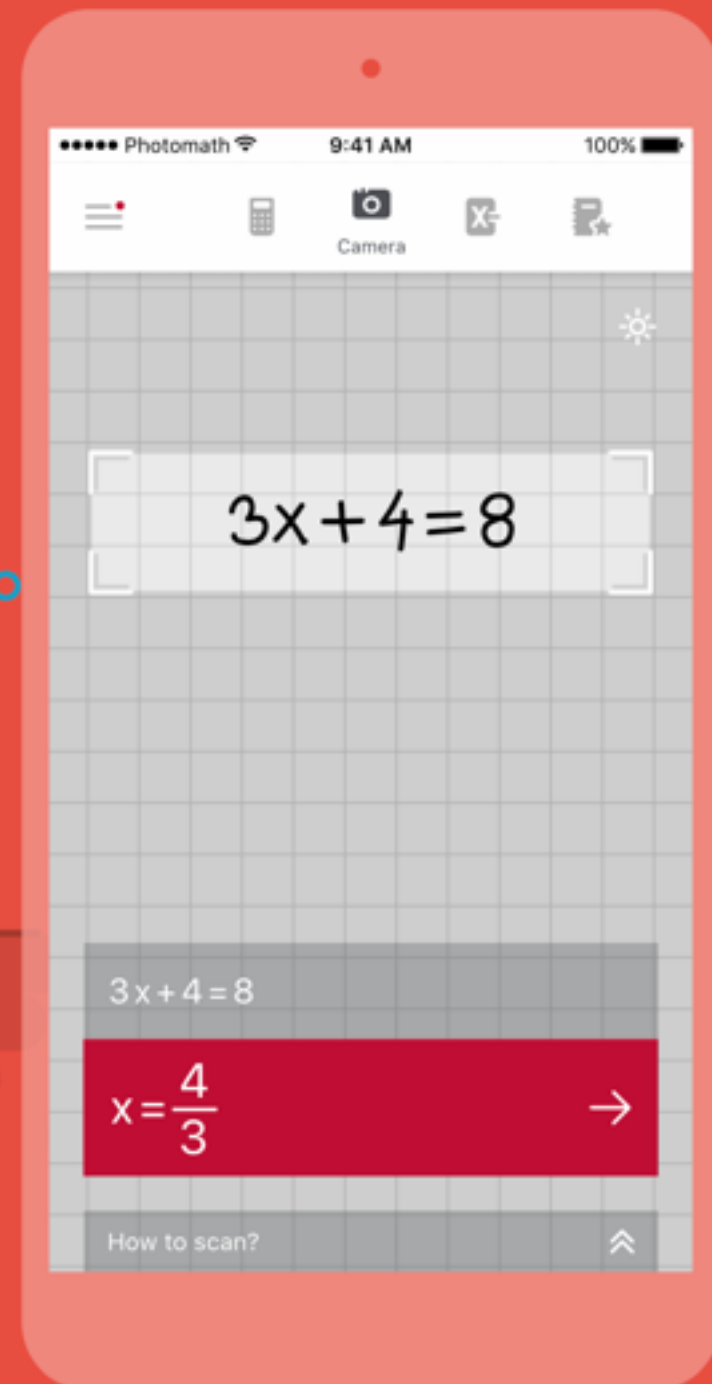 Photomath 9:41 AM 100%
Camera
3x+4=8
3x+4=8
x=4/3
How to scan?